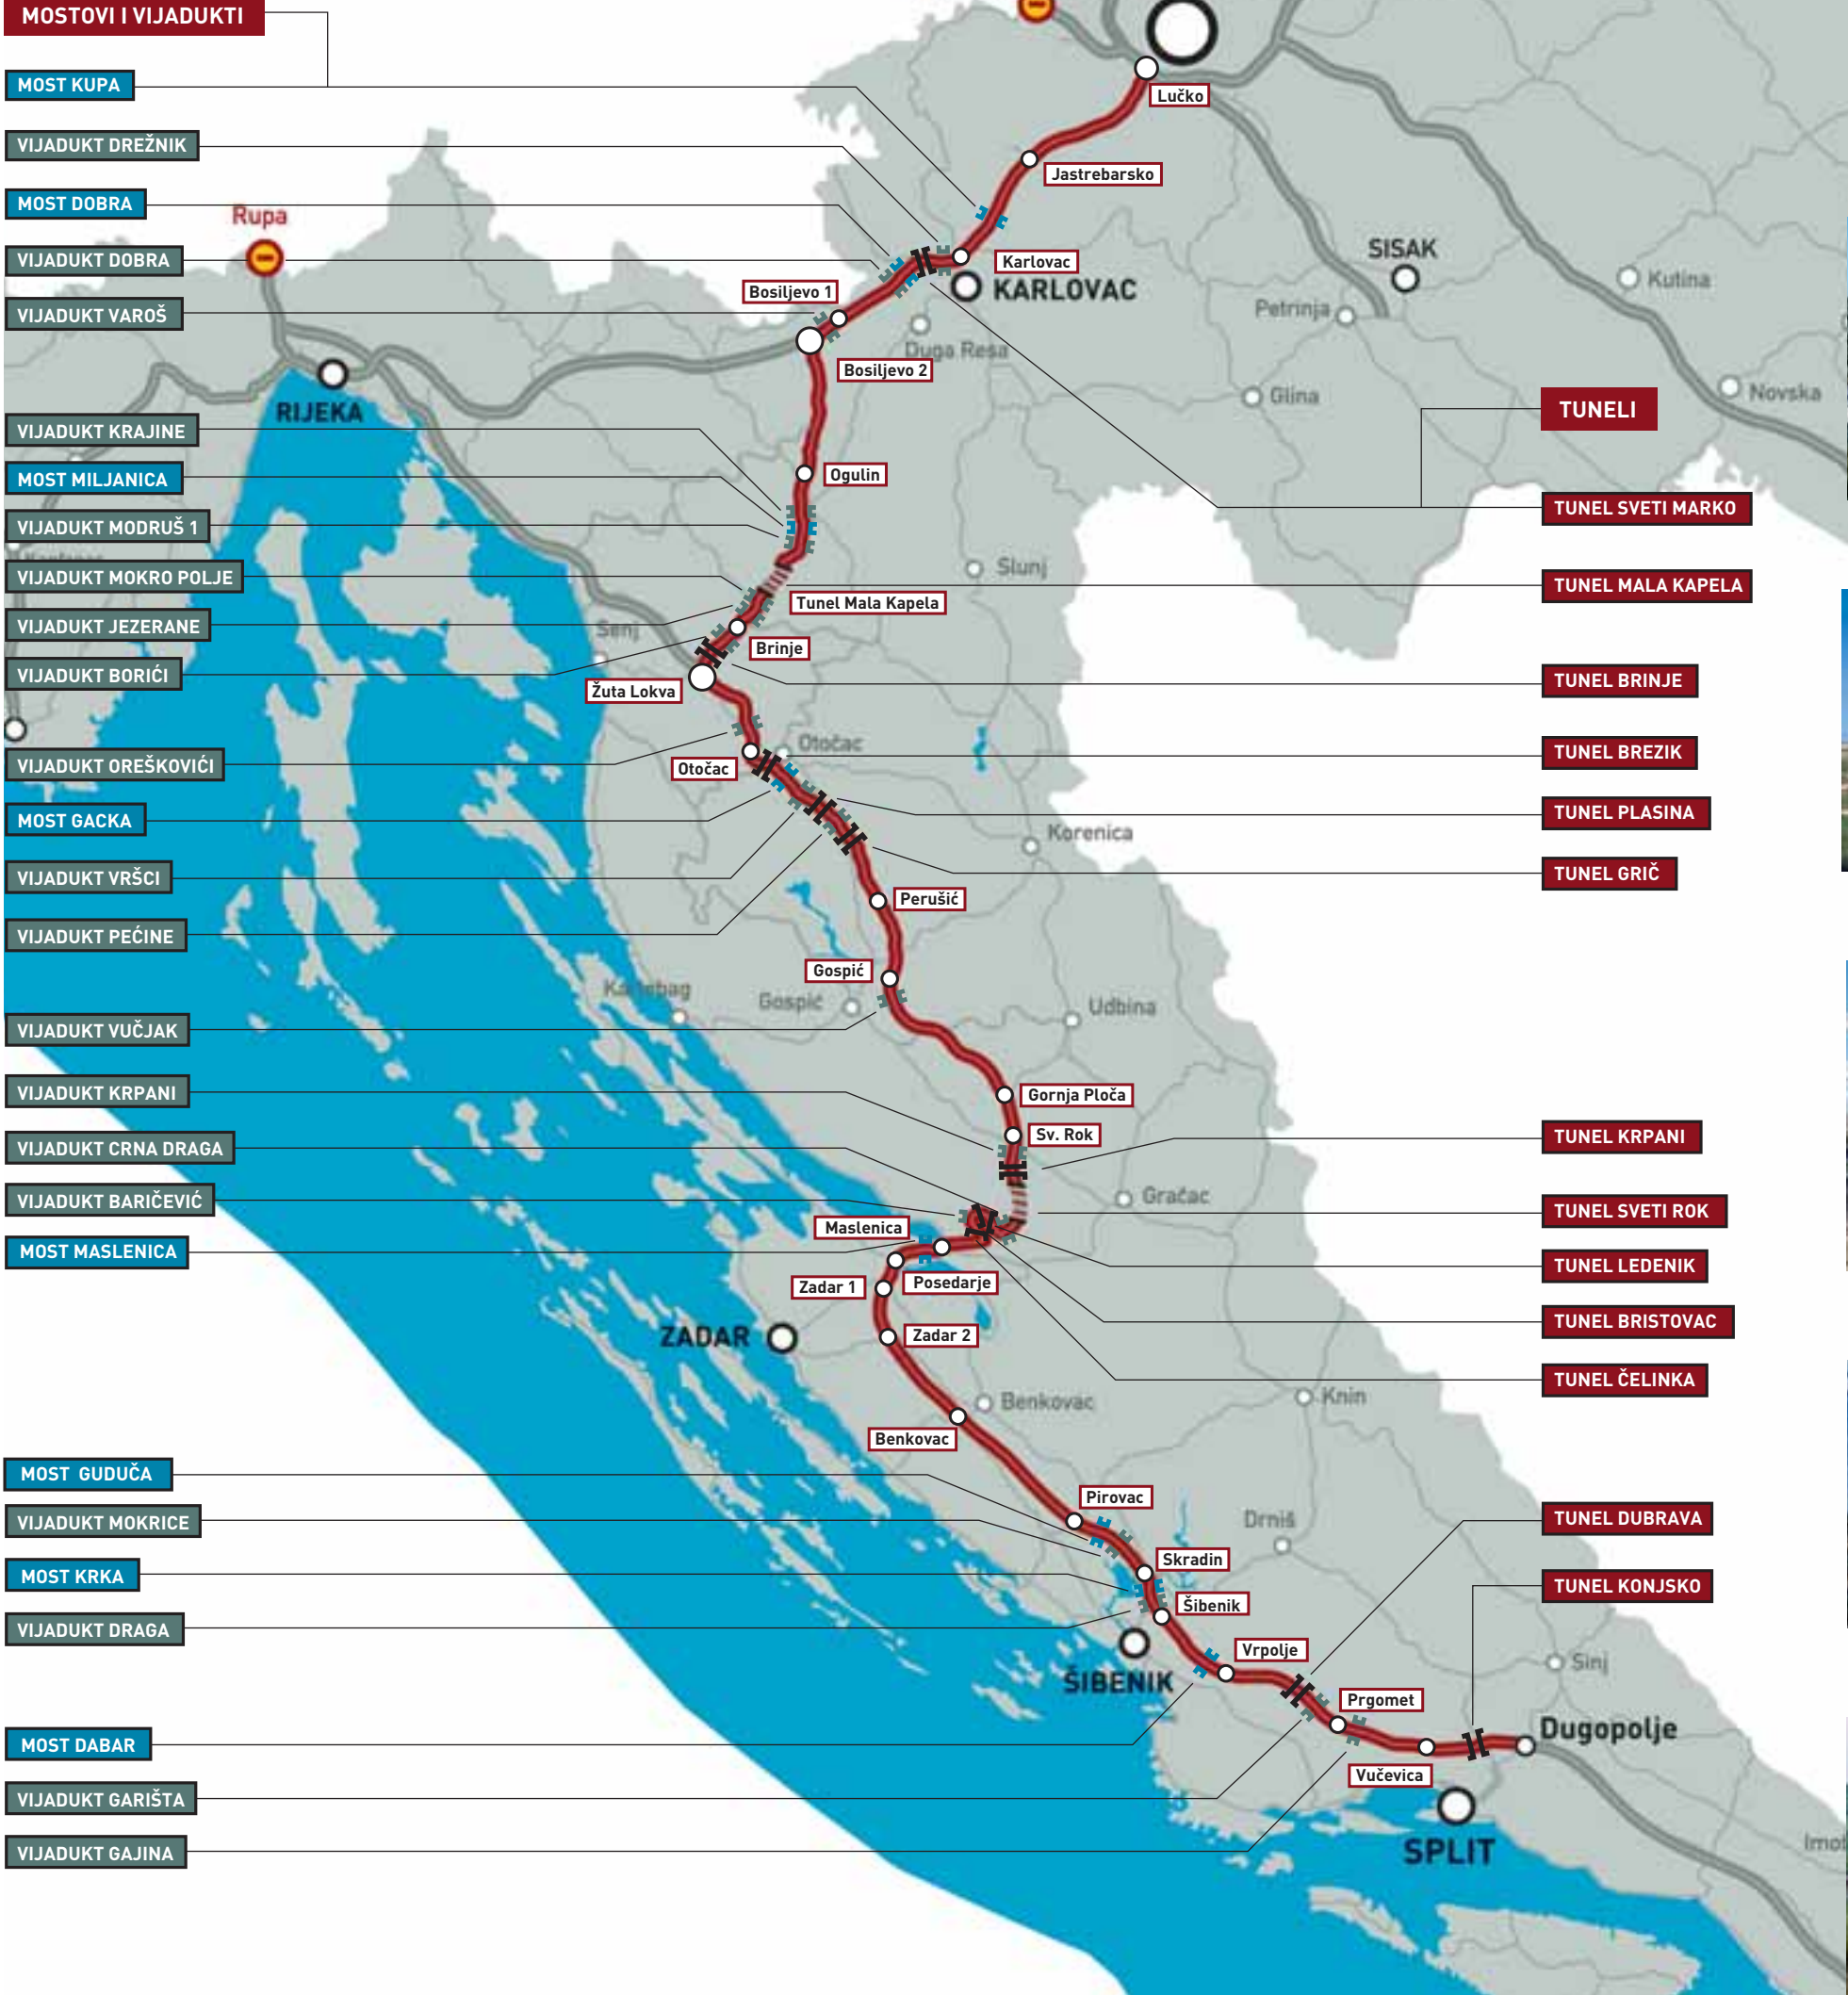 MOSTOVI I VIJADUKTI
MOST KUPA
VIJADUKT DREŽNIK
MOST DOBRA
VIJADUKT DOBRA
VIJADUKT VAROŠ
VIJADUKT KRAJINE
MOST MILJANICA
VIJADUKT MODRUŠ 1
VIJADUKT MOKRO POLJE
VIJADUKT JEZERANE
VIJADUKT BORIĆI
VIJADUKT OREŠKOVIĆI
MOST GACKA
VIJADUKT VRŠCI
VIJADUKT PEĆINE
VIJADUKT VUČJAK
VIJADUKT KRPANI
VIJADUKT CRNA DRAGA
VIJADUKT BARIČEVIĆ
MOST MASLENICA
MOST GUDUČA
VIJADUKT MOKRICE
MOST KRKA
VIJADUKT DRAGA
MOST DABAR
VIJADUKT GARIŠTA
VIJADUKT GAJINA
Lučko
Jastrebarsko
Rupa
Karlovac
KARLOVAC
SISAK
Kutina
Petrinja
Bosiljevo 1
Duga Resa
Bosiljevo 2
Glina
Novska
RIJEKA
Ogulin
Slunj
Tunel Mala Kapela
Senj
Brinje
Žuta Lokva
Otočac
Otočac
Korenica
Perušić
Gospić
Karlobag
Gospić
Udbina
Gornja Ploča
Sv. Rok
Gračac
Maslenica
Posedarje
Zadar 1
ZADAR
Zadar 2
Benkovac
Knin
Benkovac
Pirovac
Drniš
Skradin
Šibenik
Vrpolje
ŠIBENIK
Sinj
Prgomet
Dugopolje
Vučevica
SPLIT
TUNELI
TUNEL SVETI MARKO
TUNEL MALA KAPELA
TUNEL BRINJE
TUNEL BREZIK
TUNEL PLASINA
TUNEL GRIČ
TUNEL KRPANI
TUNEL SVETI ROK
TUNEL LEDENIK
TUNEL BRISTOVAC
TUNEL ČELINKA
TUNEL DUBRAVA
TUNEL KONJSKO